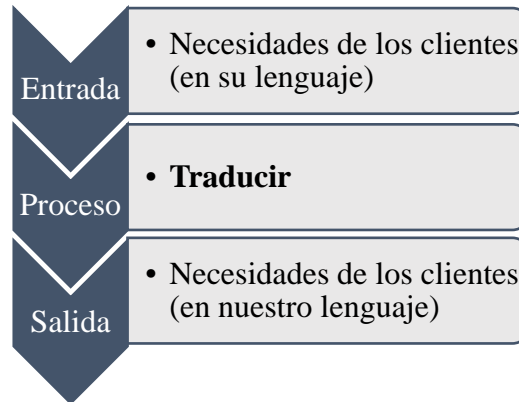 Entrada
• Necesidades de los clientes
(en su lenguaje)
Proceso
• Traducir
Salida
• Necesidades de los clientes
(en nuestro lenguaje)